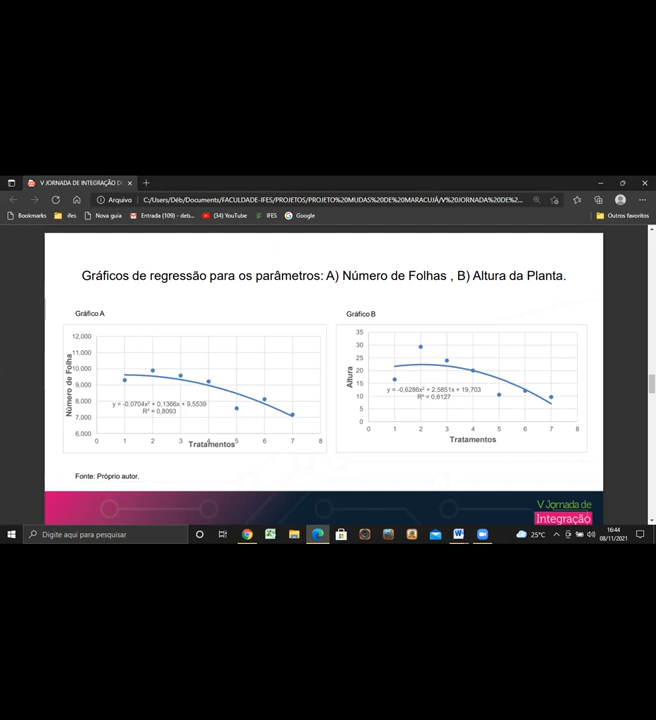 V JORNADA DE INTEGRAÇÃO D
Arquivo
C:/Users/Déb/Documents/FACULDADE-IFES/PROJETOS/PROJETO%20MUDAS%20DE%20MARACUJÁ/V%20JORNADA%20DE%2...
Bookmarks
ifes
Nova guia
Entrada (109) - deb...
(34) YouTube
IFES
Google
Outros favoritos
Gráficos de regressão para os parâmetros: A) Número de Folhas , B) Altura da Planta.
Gráfico A
12,000
11,000
10,000
9,000
8,000
7,000
6,000
Número de Folha
y = -0,0704x² + 0,1366x + 9,5539
R² = 0,8093
0 1 2 3 4 5 6 7 8
Tratamentos
Gráfico B
35
30
25
20
15
10
5
0
Altura
y = -0,6286x² + 2,5851x + 19,703
R² = 0,6127
0 1 2 3 4 5 6 7 8
Tratamentos
Fonte: Próprio autor.
V Jornada de
Integração
Digite aqui para pesquisar
25°C
16:44
08/11/2021